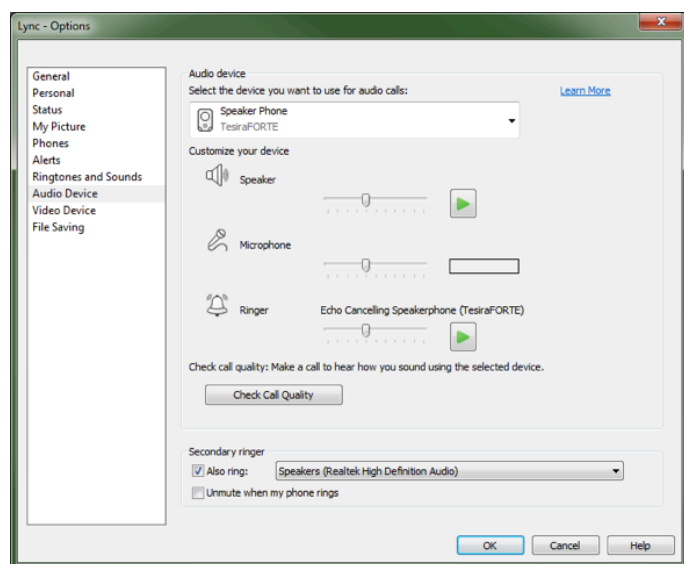 Lync - Options
General
Personal
Status
My Picture
Phones
Alerts
Ringtones and Sounds
Audio Device
Video Device
File Saving
Audio device
Select the device you want to use for audio calls:
Learn More
Speaker Phone
TesiraFORTE
Customize your device
Speaker
Microphone
Ringer
Echo Cancelling Speakerphone (TesiraFORTE)
Check call quality: Make a call to hear how you sound using the selected device.
Check Call Quality
Secondary ringer
Also ring:
Speakers (Realtek High Definition Audio)
Unmute when my phone rings
OK
Cancel
Help